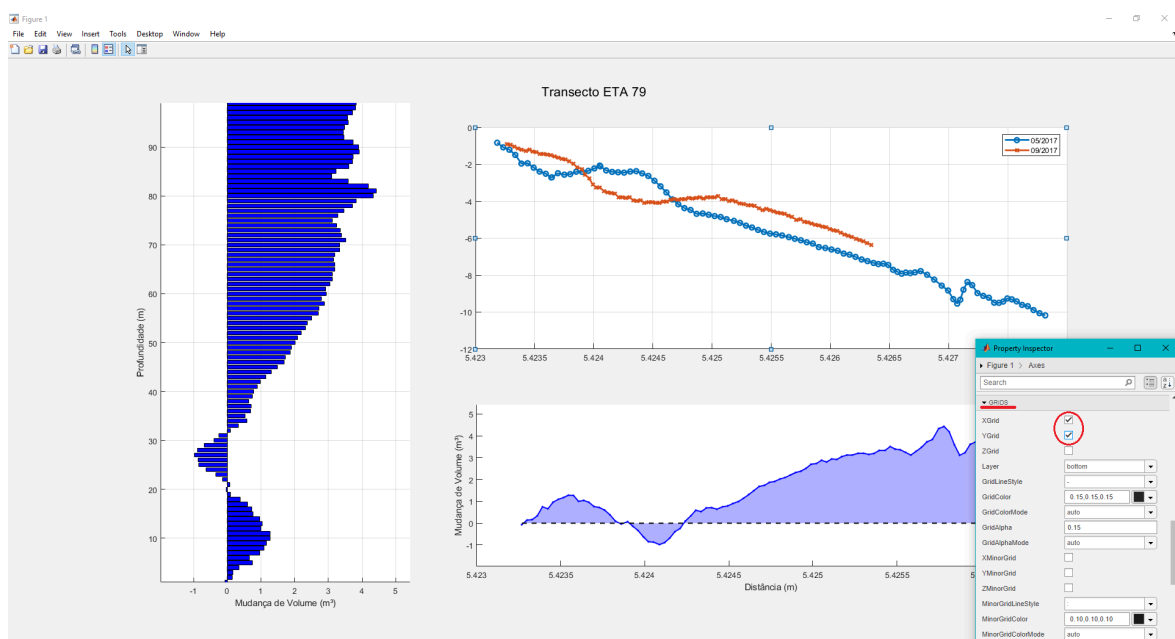 Figure 1
File Edit View Insert Tools Desktop Window Help
Transecto ETA 79
90
80
70
60
50
40
30
20
10
Profundidade (m)
-1 0 1 2 3 4 5
Mudança de Volume (m³)
0
-2
-4
-6
-8
-10
-12
05/2017
09/2017
5.423 5.4235 5.424 5.4245 5.425 5.4255 5.426 5.4265 5.427
5
4
3
2
1
0
-1
Mudança de Volume (m³)
5.423 5.4235 5.424 5.4245 5.425 5.4255
Distância (m)
Property Inspector
Figure 1 > Axes
Search
GRIDS
XGrid
YGrid
ZGrid
Layer bottom
GridLineStyle -
GridColor 0.15,0.15,0.15
GridColorMode auto
GridAlpha 0.15
GridAlphaMode auto
XMinorGrid
YMinorGrid
ZMinorGrid
MinorGridLineStyle :
MinorGridColor 0.10,0.10,0.10
MinorGridColorMode auto